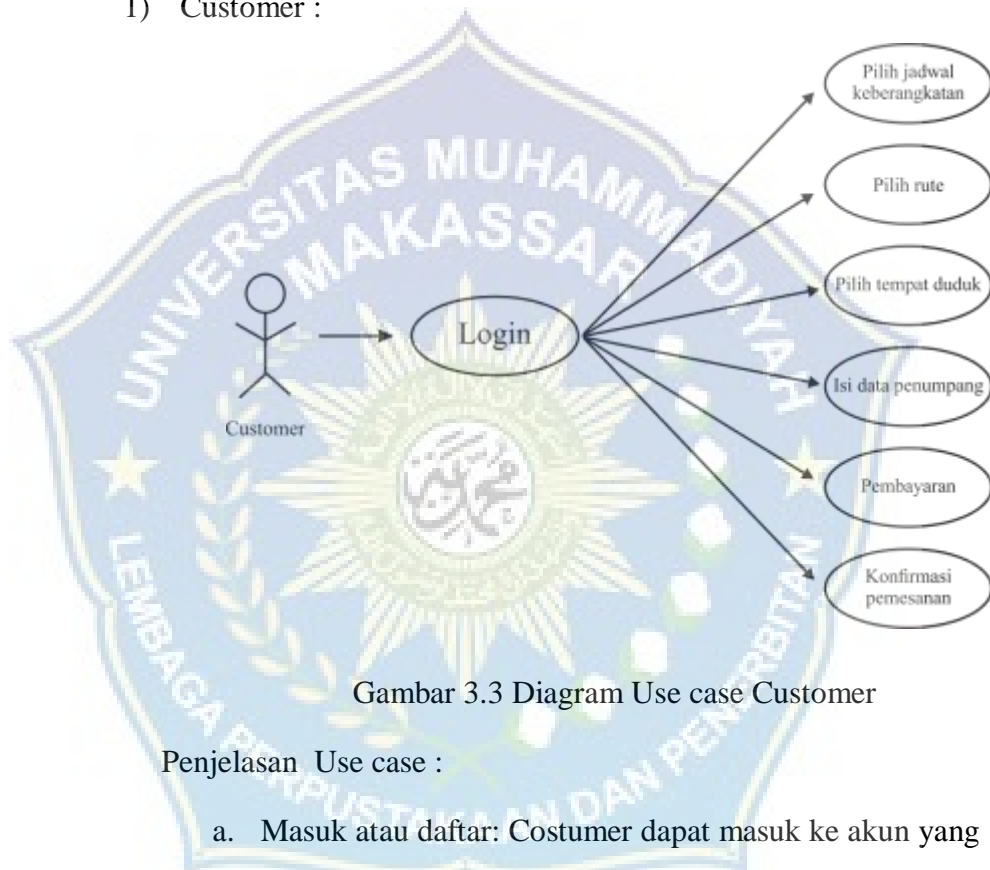 1) Customer :
Pilih jadwal
keberangkatan
Pilih rute
Pilih tempat duduk
Login
Isi data penumpang
Customer
Pembayaran
Konfirmasi
pemesanan
Gambar 3.3 Diagram Use case Customer
Penjelasan Use case :
a. Masuk atau daftar: Costumer dapat masuk ke akun yang
UNIVERSITAS MUHAMMADIYAH
MAKASSAR
LEMBAGA PERPUSTAKAAN DAN PENERBITAN